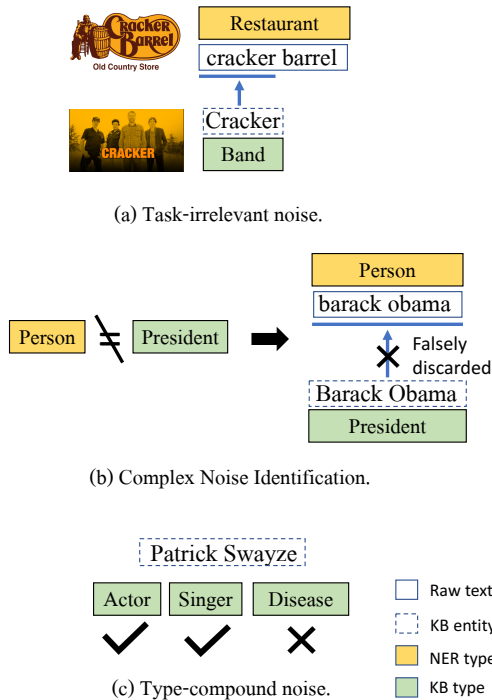 Cracker
Barrel
Old Country Store
Restaurant
cracker barrel
CRACKER
Cracker
Band
(a) Task-irrelevant noise.
Person
barack obama
Person ≠ President
Falsely
discarded
Barack Obama
President
(b) Complex Noise Identification.
Patrick Swayze
Actor Singer Disease
(c) Type-compound noise.
Raw text
KB entity
NER type
KB type